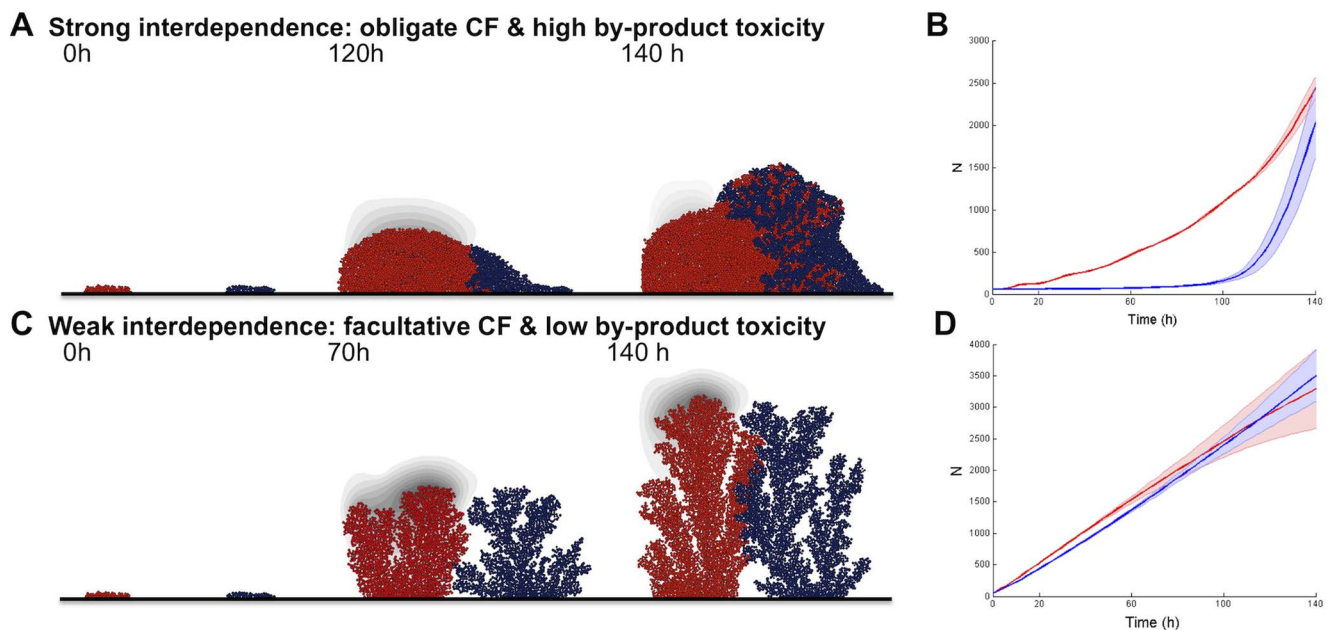 A Strong interdependence: obligate CF & high by-product toxicity
0h 120h 140 h
B
3000
2500
2000
1500
1000
500
0
N
0 20 60 100 140
Time (h)
C Weak interdependence: facultative CF & low by-product toxicity
0h 70h 140 h
D
4000
3500
3000
2500
2000
1500
1000
500
0
N
0 20 60 100 140
Time (h)